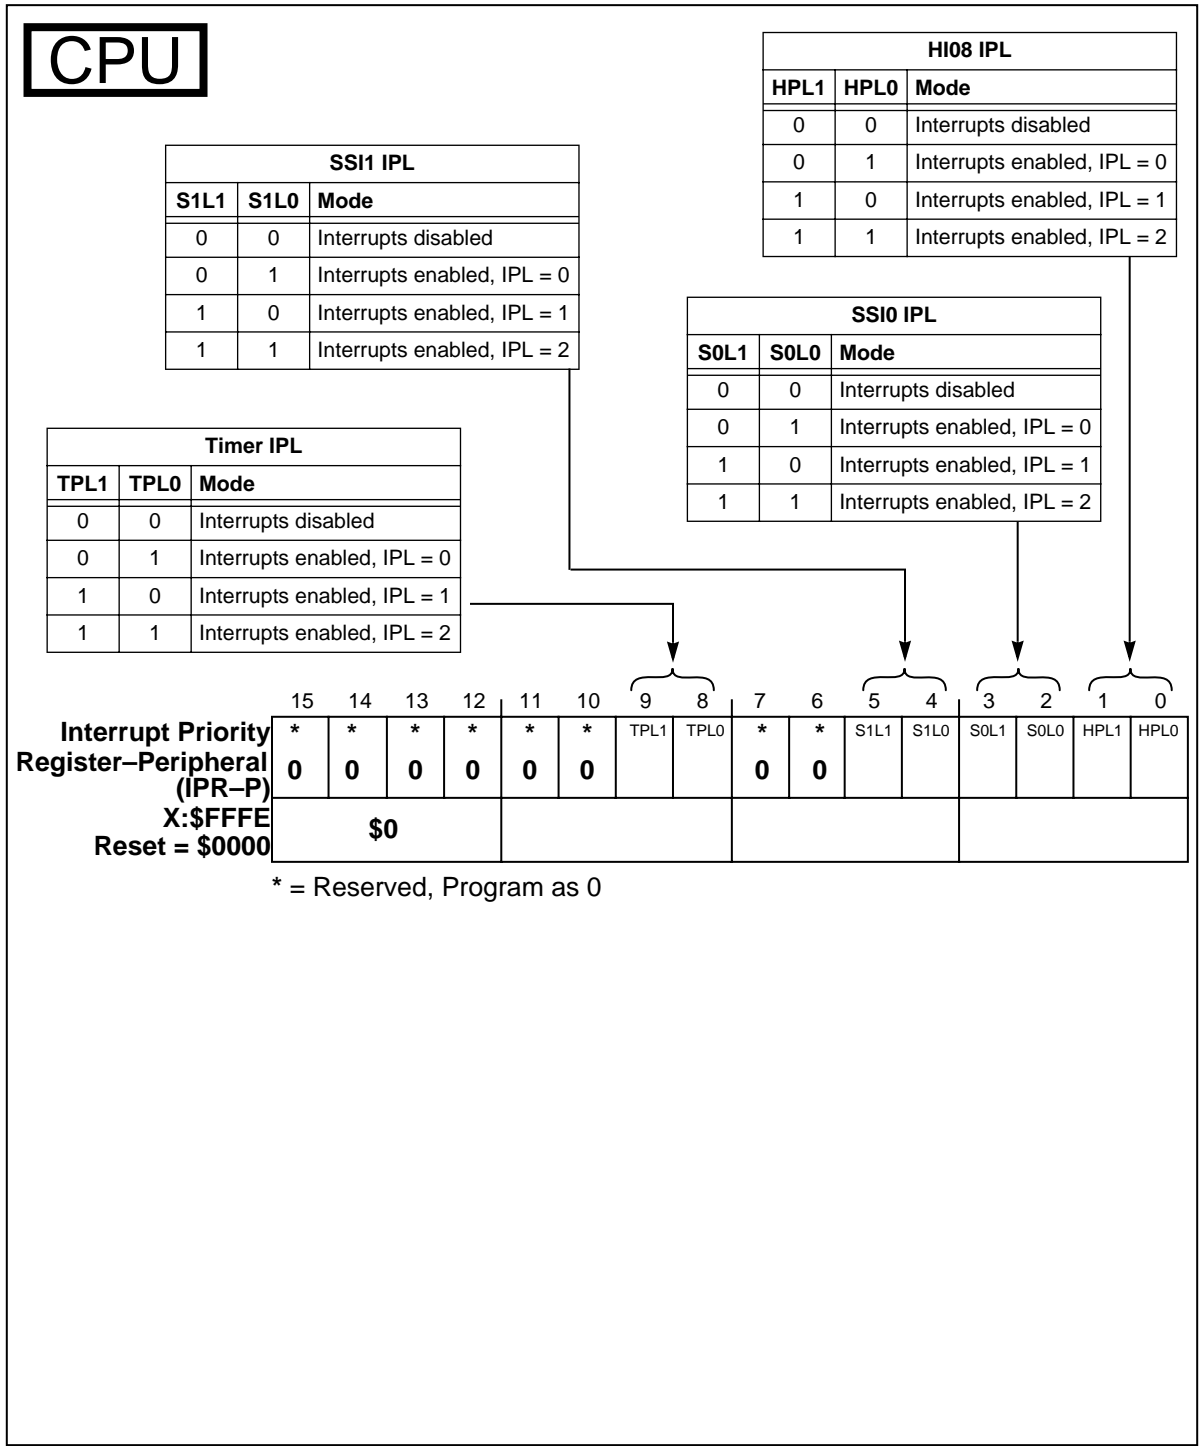 CPU
HI08 IPL
HPL1 HPL0 Mode
0 0 Interrupts disabled
0 1 Interrupts enabled, IPL = 0
1 0 Interrupts enabled, IPL = 1
1 1 Interrupts enabled, IPL = 2
SSI1 IPL
S1L1 S1L0 Mode
0 0 Interrupts disabled
0 1 Interrupts enabled, IPL = 0
1 0 Interrupts enabled, IPL = 1
1 1 Interrupts enabled, IPL = 2
SSI0 IPL
S0L1 S0L0 Mode
0 0 Interrupts disabled
0 1 Interrupts enabled, IPL = 0
1 0 Interrupts enabled, IPL = 1
1 1 Interrupts enabled, IPL = 2
Timer IPL
TPL1 TPL0 Mode
0 0 Interrupts disabled
0 1 Interrupts enabled, IPL = 0
1 0 Interrupts enabled, IPL = 1
1 1 Interrupts enabled, IPL = 2
15 14 13 12 11 10 9 8 7 6 5 4 3 2 1 0
Interrupt Priority * * * * * * TPL1 TPL0 * * S1L1 S1L0 S0L1 S0L0 HPL1 HPL0
Register–Peripheral 0 0 0 0 0 0 0 0
(IPR–P)
X:$FFFE $0
Reset = $0000
* = Reserved, Program as 0